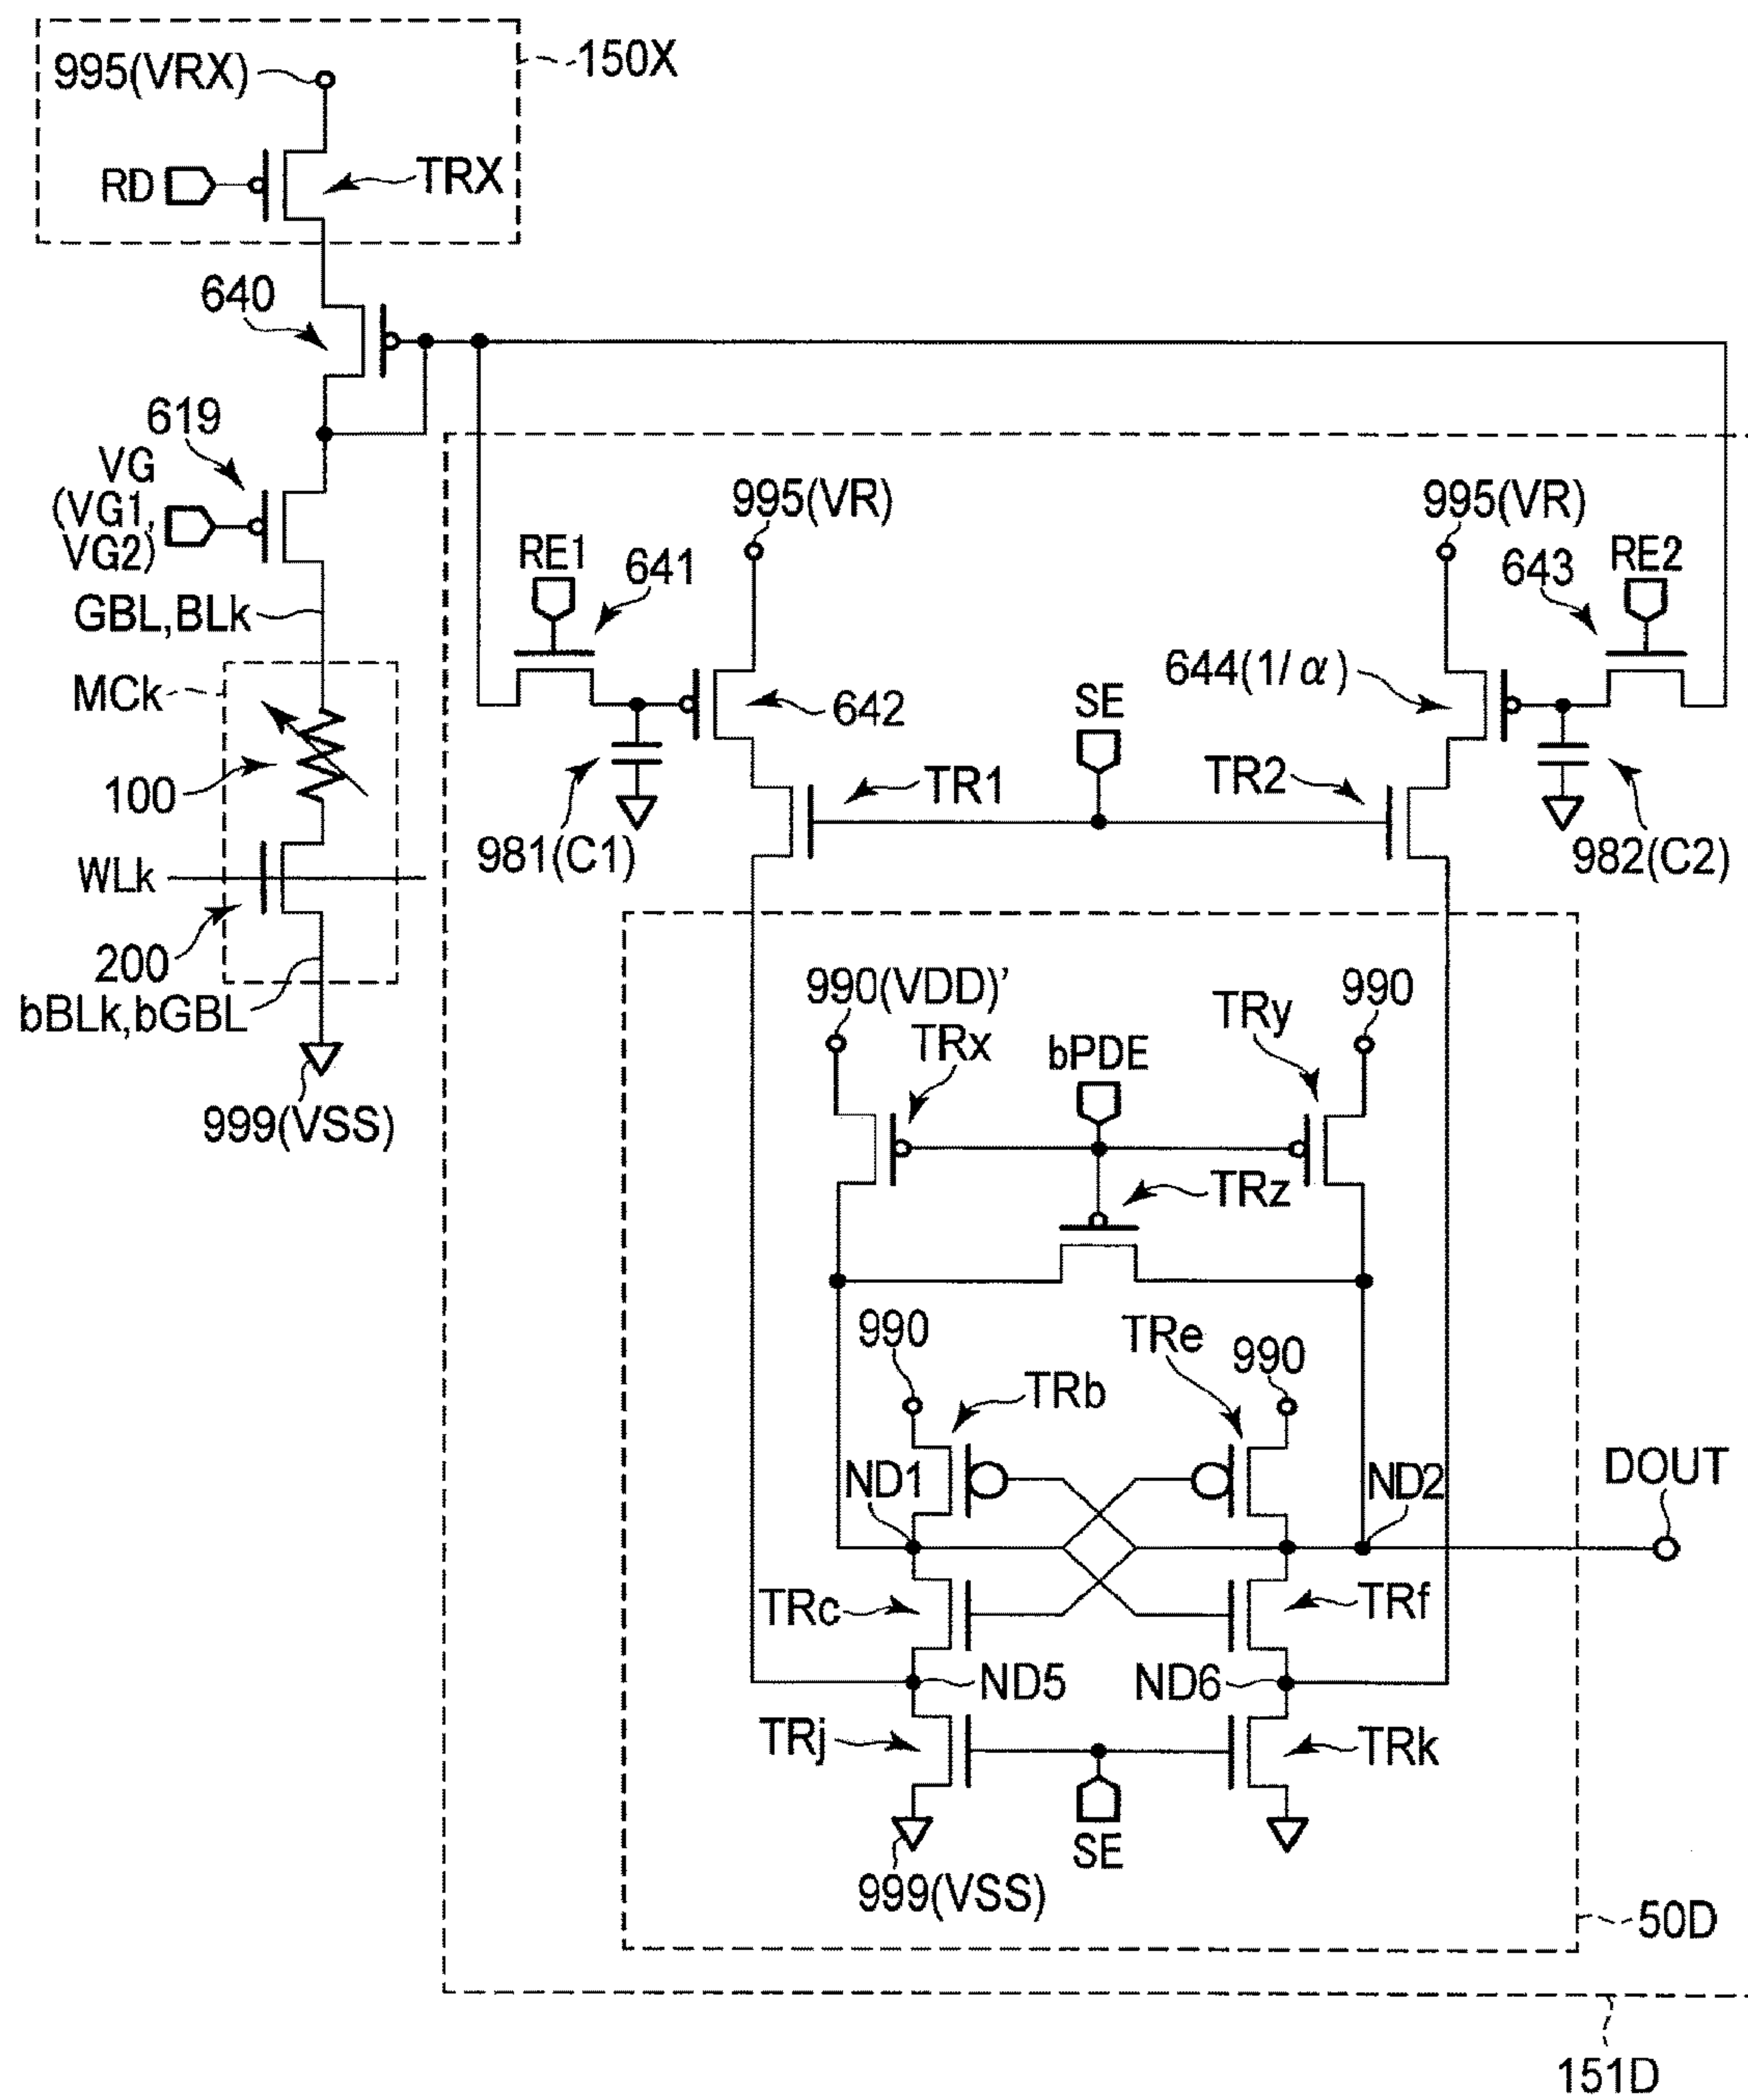 995(VRX)
150X
RD
TRX
640
619
VG
(VG1,
VG2)
995(VR)
995(VR)
RE1
641
643
RE2
GBL,BLk
MCk
642
SE
644(1/α)
100
TR1
TR2
981(C1)
982(C2)
WLk
200
bBLk,bGBL
990(VDD)'
990
TRx
bPDE
TRy
999(VSS)
TRz
990
TRe
990
TRb
ND1
ND2
DOUT
TRc
TRf
ND5
ND6
TRj
TRk
SE
999(VSS)
50D
151D